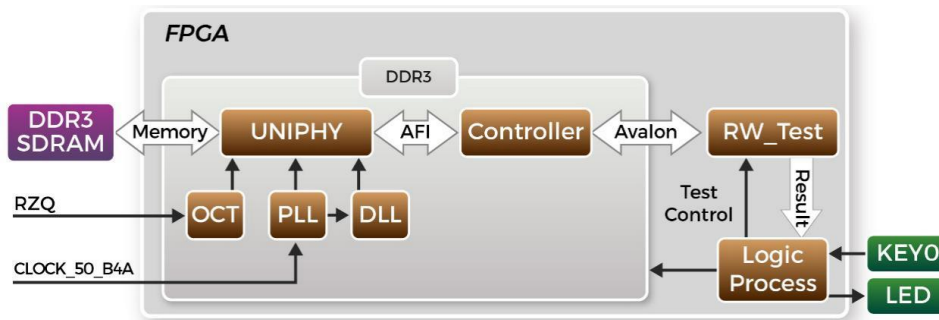 FPGA
DDR3
DDR3
SDRAM
Memory
UNIPHY
AFI
Controller
Avalon
RW_Test
RZQ
OCT
PLL
DLL
Test
Control
Result
CLOCK_50_B4A
Logic
Process
KEY0
LED